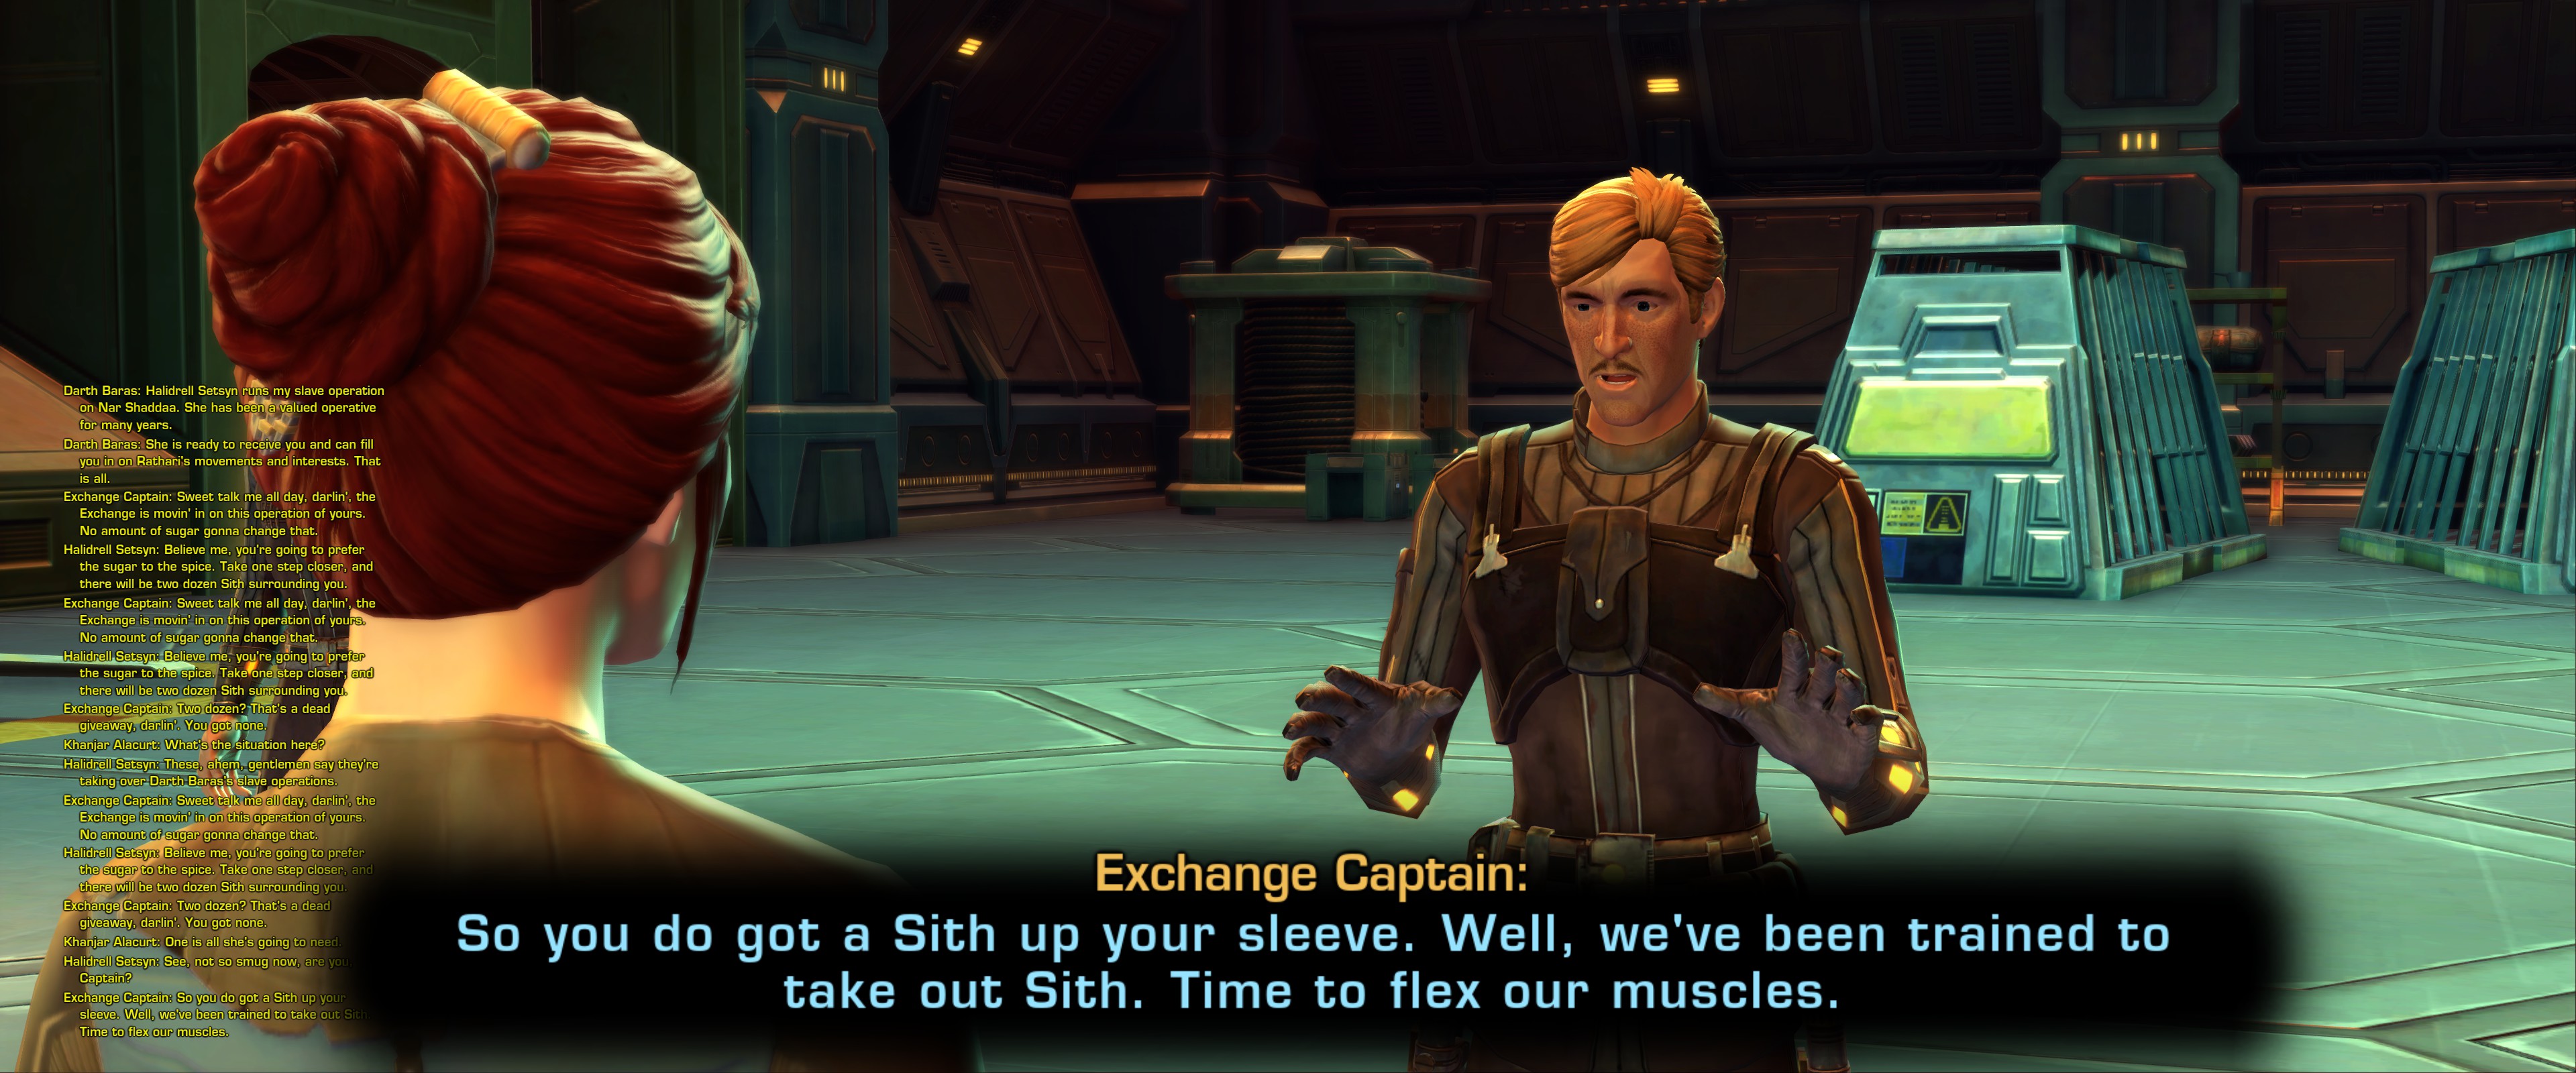 Darth Baras: Halidrell Setsyn runs my slave operation
on Nar Shaddaa. She has been a valued operative
for many years.
Darth Baras: She is ready to receive you and can fill
you in on Rathari's movements and interests. That
is all.
Exchange Captain: Sweet talk me all day, darlin', the
Exchange is movin' in on this operation of yours.
No amount of sugar gonna change that.
Halidrell Setsyn: Believe me, you're going to prefer
the sugar to the spice. Take one step closer, and
there will be two dozen Sith surrounding you.
Exchange Captain: Sweet talk me all day, darlin', the
Exchange is movin' in on this operation of yours.
No amount of sugar gonna change that.
Halidrell Setsyn: Believe me, you're going to prefer
the sugar to the spice. Take one step closer, and
there will be two dozen Sith surrounding you.
Exchange Captain: Two dozen? That's a dead
giveaway, darlin'. You got none.
Khanjar Alacurt: What's the situation here?
Halidrell Setsyn: These, ahem, gentlemen say they're
taking over Darth Baras's slave operations.
Exchange Captain: Sweet talk me all day, darlin', the
Exchange is movin' in on this operation of yours.
No amount of sugar gonna change that.
Halidrell Setsyn: Believe me, you're going to prefer
the sugar to the spice. Take one step closer, and
there will be two dozen Sith surrounding you.
Exchange Captain: Two dozen? That's a dead
giveaway, darlin'. You got none.
Khanjar Alacurt: One is all she's going to need.
Halidrell Setsyn: See, not so smug now, are you,
Captain?
Exchange Captain: So you do got a Sith up your
sleeve. Well, we've been trained to take out Sith.
Time to flex our muscles.
Exchange Captain:
So you do got a Sith up your sleeve. Well, we've been trained to
take out Sith. Time to flex our muscles.